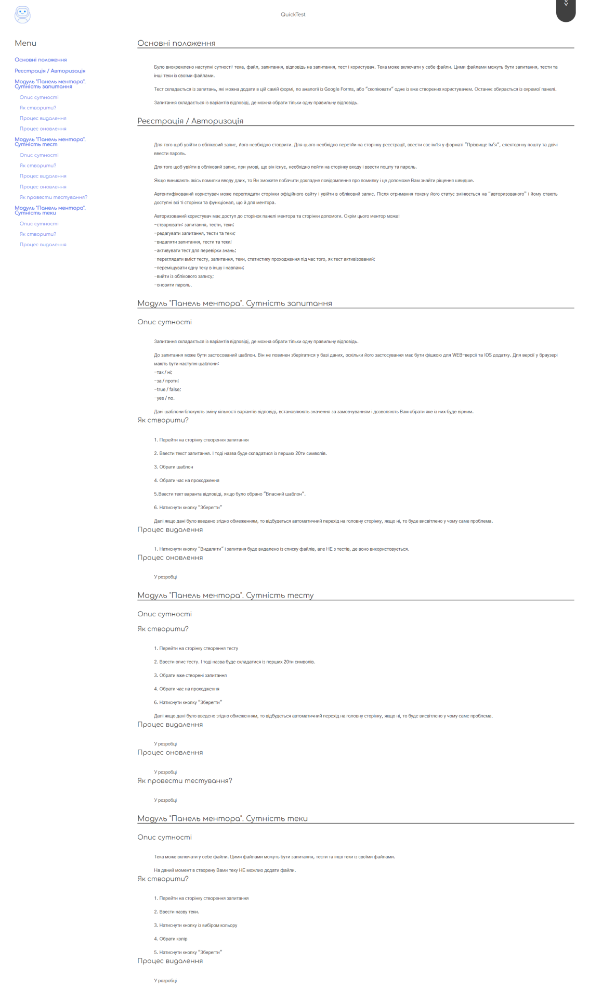 QuickTest
Menu
Основні положення
Реєстрація / Авторизація
Модуль "Панель ментора".
Сутність запитання
Опис сутності
Як створити?
Процес видалення
Процес оновлення
Модуль "Панель ментора".
Сутність тест
Опис сутності
Як створити?
Процес видалення
Процес оновлення
Як провести тестування?
Модуль "Панель ментора".
Сутність теки
Опис сутності
Як створити?
Процес видалення
Основні положення
Було виокремлено наступні сутності: тека, файл, запитання, відповідь на запитання, тест і користувач. Тека може включати у себе файли. Цими файлами можуть бути запитання, тести та
інші теки із своїми файлами.
Тест складається із запитань, які можна додати в цій самій формі, по аналогії із Google Forms, або "скопіювати" одне із вже створених користувачем. Останнє обирається із окремої панелі.
Запитання складається із варіантів відповіді, де можна обрати тільки одну правильну відповідь.
Реєстрація / Авторизація
Для того щоб увійти в обліковий запис, його необхідно стоврити. Для цього необхідно перетйи на сторінку реєстрації, ввести свє ім1я у форматі "Прізвище Ім'я", електорнну пошту та двічі
ввести пароль.
Для того щоб увійти в обліковий запис, при умові, що він існує, необхідно пейти на сторінку входу і ввести пошту та пароль.
Якщо виникають якісь помилки вводу даих, то Ви зможете побачити докладне повідомлення про помилку і це допоможе Вам знайти ріщення швидше.
Автентифікований користувач може переглядати сторінки офіційного сайту і увійти в обліковий запис. Після отримання токену його статус змінюється на "авторизованого" і йому стають
доступні всі ті сторінки та функціонал, що й для ментора.
Авторизований користувач має доступ до сторінок панелі ментора та сторінки допомоги. Окрім цього ментор може:
-створювати: запитання, тести, теки;
-редагувати запитання, тести та теки;
-видаляти запитання, тести та теки;
-активувати тест для перевірки знань;
-переглядати вміст тесту, запитання, теки, статистику проходження під час того, як тест активізований;
-переміщувати одну теку в іншу і навпаки;
-вийти із облікового запису;
-оновити пароль.
Модуль "Панель ментора". Сутність запитання
Опис сутності
Запитання складається із варіантів відповіді, де можна обрати тільки одну правильну відповідь.
До запитання може бути застосований шаблон. Він не повинен зберігатися у базі даних, оскільки його застосування має бути фішкою для WEB-версії та IOS додатку. Для версії у браузері
мають бути наступні шаблони:
-так / ні;
-за / проти;
-true / false;
-yes / no.
Дані шаблони блокують зміну кількості варіантів відповіді, встановлюють значення за замовчуванням і дозволяють Вам обрати яке із них буде вірним.
Як створити?
1. Перейти на сторінку створення запитання
2. Ввести текст запитання. І тоді назва буде складатися із перших 20ти символів.
3. Обрати шаблон
4. Обрати час на проходження
5.Ввести тект варанта відповіді, якщо було обрано "Власний шаблон".
6. Натиснути кнопку "Зберегти"
Далі якщо дані було введено згідно обмеженням, то відбудеться автоматичний перехід на головну сторінку, якщо ні, то буде висвітлено у чому саме проблема.
Процес видалення
1. Натиснути кнопку "Видалити" і запитаня буде видалено із списку файлів, але НЕ з тестів, де воно використовується.
Процес оновлення
У розробці
Модуль "Панель ментора". Сутність тесту
Опис сутності
Як створити?
1. Перейти на сторінку створення тесту
2. Ввести опис тесту. І тоді назва буде складатися із перших 20ти символів.
3. Обрати вже створені запитання
4. Обрати час на проходження
6. Натиснути кнопку "Зберегти"
Далі якщо дані було введено згідно обмеженням, то відбудеться автоматичний перехід на головну сторінку, якщо ні, то буде висвітлено у чому саме проблема.
Процес видалення
У розробці
Процес оновлення
У розробці
Як провести тестування?
У розробці
Модуль "Панель ментора". Сутність теки
Опис сутності
Тека може включати у себе файли. Цими файлами можуть бути запитання, тести та інші теки із своїми файлами.
На даний момент в створену Вами теку НЕ можлио додати файли.
Як створити?
1. Перейти на сторінку створення запитання
2. Ввести назву теки.
3. Натиснути кнопку із вибіром кольору
4. Обрати колір
5. Натиснути кнопку "Зберегти"
Процес видалення
У розробці